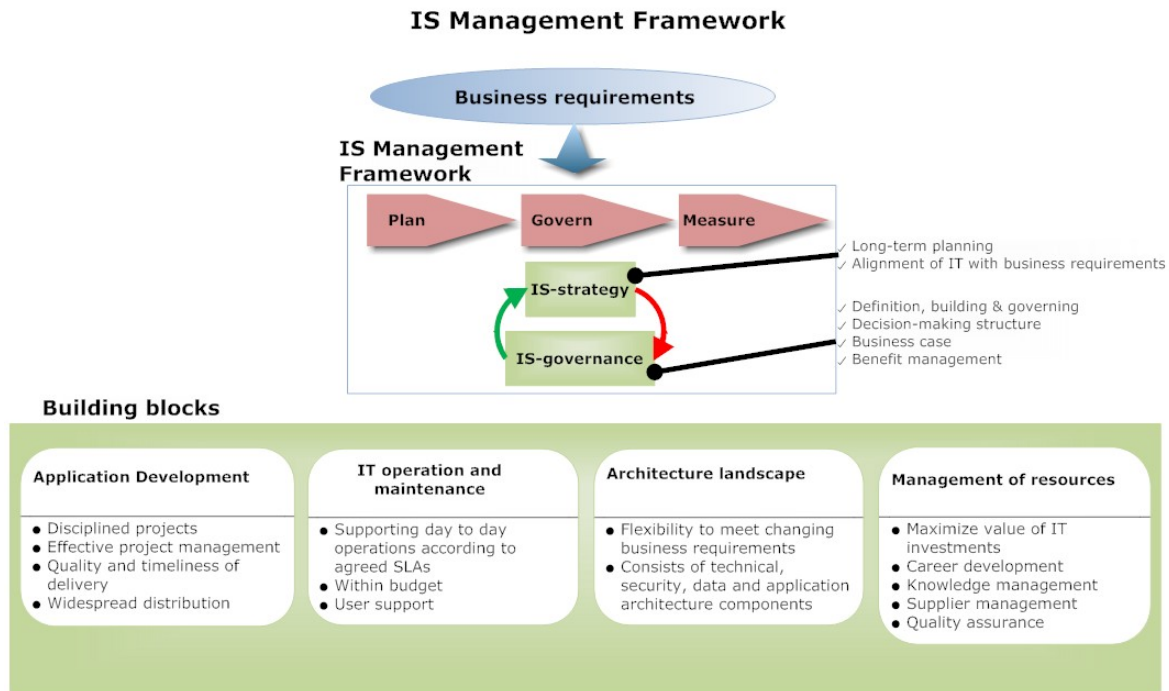 IS Management Framework
Business requirements
IS Management
Framework
Plan
Govern
Measure
✓ Long-term planning
✓ Alignment of IT with business requirements
IS-strategy
✓ Definition, building & governing
✓ Decision-making structure
✓ Business case
✓ Benefit management
IS-governance
Building blocks
Application Development
● Disciplined projects
● Effective project management
● Quality and timeliness of
delivery
● Widespread distribution
IT operation and
maintenance
● Supporting day to day
operations according to
agreed SLAs
● Within budget
● User support
Architecture landscape
● Flexibility to meet changing
business requirements
● Consists of technical,
security, data and application
architecture components
Management of resources
● Maximize value of IT
investments
● Career development
● Knowledge management
● Supplier management
● Quality assurance